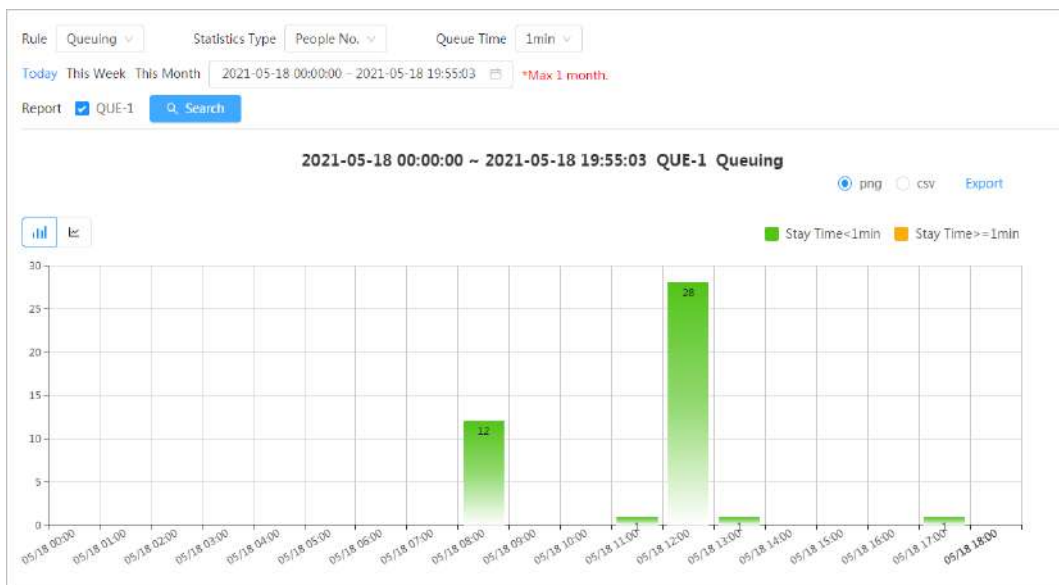 Rule Queuing Statistics Type People No. Queue Time 1min
Today This Week This Month 2021-05-18 00:00:00 ~ 2021-05-18 19:55:03 *Max 1 month.
Report QUE-1 Search
2021-05-18 00:00:00 ~ 2021-05-18 19:55:03 QUE-1 Queuing
png csv Export
Stay Time<1min Stay Time>=1min
30
25
20
15
10
5
0
12 1 28 1 1
05/18 00:00 05/18 01:00 05/18 02:00 05/18 03:00 05/18 04:00 05/18 05:00 05/18 06:00 05/18 07:00 05/18 08:00 05/18 09:00 05/18 10:00 05/18 11:00 05/18 12:00 05/18 13:00 05/18 14:00 05/18 15:00 05/18 16:00 05/18 17:00 05/18 18:00